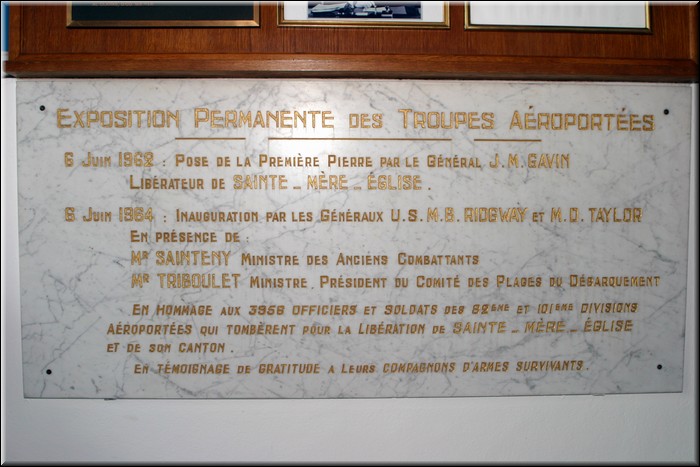 EXPOSITION PERMANENTE DES TROUPES AÉROPORTÉES
6 JUIN 1962 : POSE DE LA PREMIÈRE PIERRE PAR LE GÉNÉRAL J.M. GAVIN
LIBÉRATEUR DE SAINTE _ MÈRE _ ÉGLISE .
6 JUIN 1964 : INAUGURATION PAR LES GÉNÉRAUX U.S. M.B. RIDGWAY ET M.D. TAYLOR
EN PRÉSENCE DE :
MR SAINTENY MINISTRE DES ANCIENS COMBATTANTS
MR TRIBOULET MINISTRE, PRÉSIDENT DU COMITÉ DES PLAGES DU DÉBARQUEMENT
EN HOMMAGE AUX 3958 OFFICIERS ET SOLDATS DES 82ÈME ET 101ÈME DIVISIONS
AÉROPORTÉES QUI TOMBÈRENT POUR LA LIBÉRATION DE SAINTE _ MÈRE _ ÉGLISE
ET DE SON CANTON .
EN TÉMOIGNAGE DE GRATITUDE A LEURS COMPAGNONS D'ARMES SURVIVANTS .